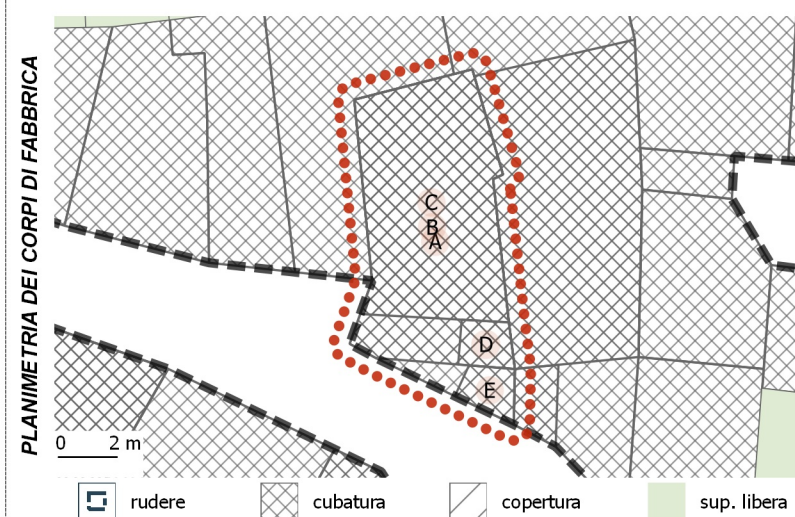 PLANIMETRIA DEI CORPI DI FABBRICA
C
B
A
D
E
0 2 m
rudere cubatura copertura sup. libera